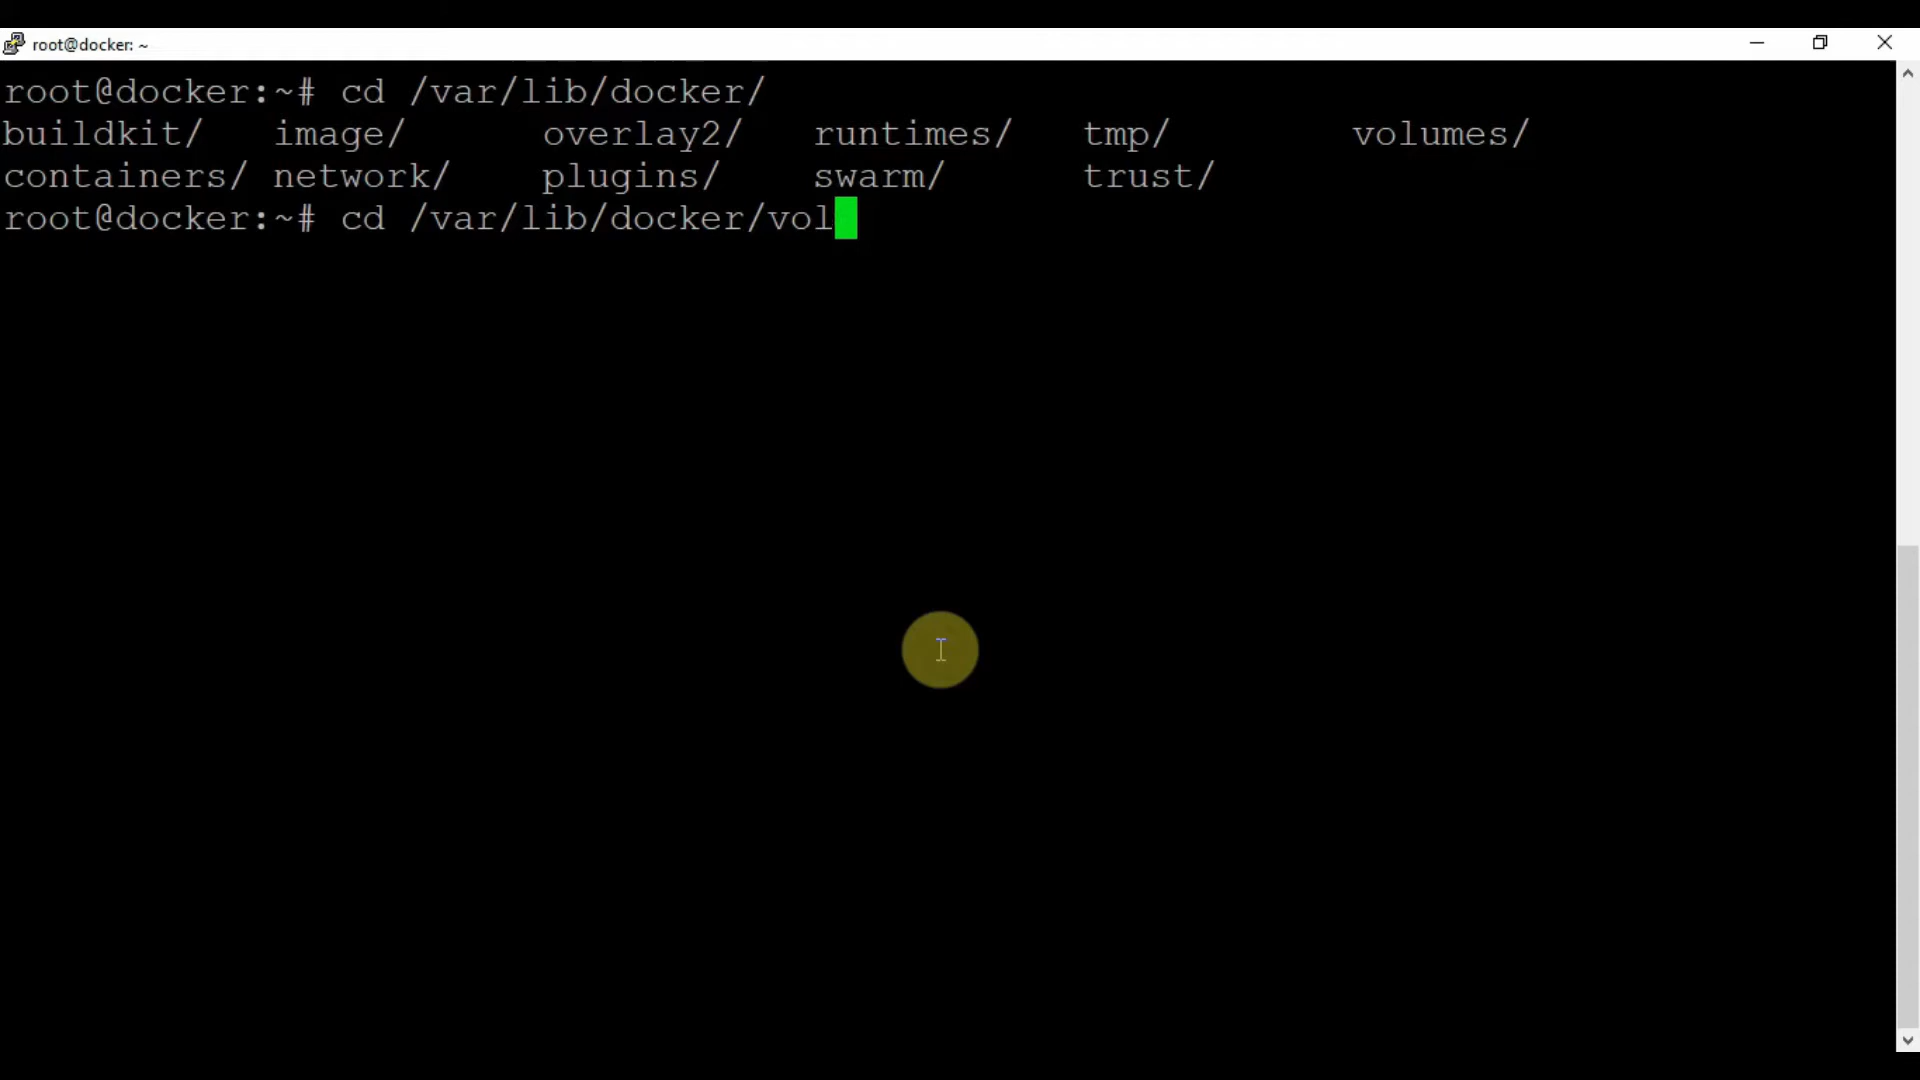 root@docker: ~
root@docker:~# cd /var/lib/docker/
buildkit/ image/ overlay2/ runtimes/ tmp/ volumes/
containers/ network/ plugins/ swarm/ trust/
root@docker:~# cd /var/lib/docker/vol